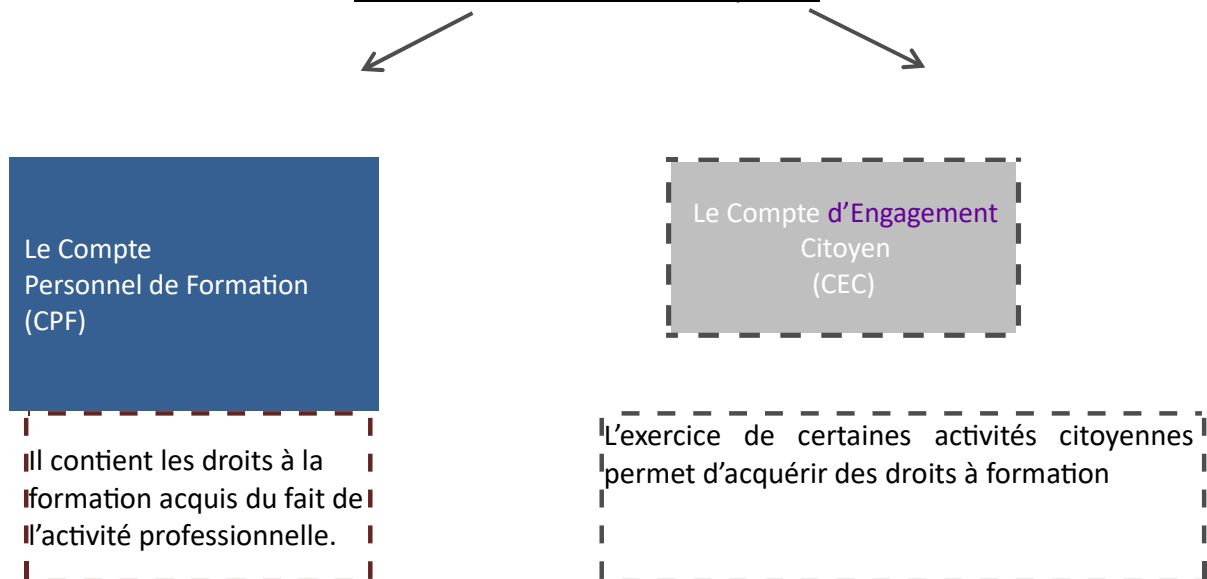 Le Compte
Personnel de Formation
(CPF)
Le Compte d’Engagement
Citoyen
(CEC)
Il contient les droits à la
formation acquis du fait de
l’activité professionnelle.
L’exercice de certaines activités citoyennes
permet d’acquérir des droits à formation